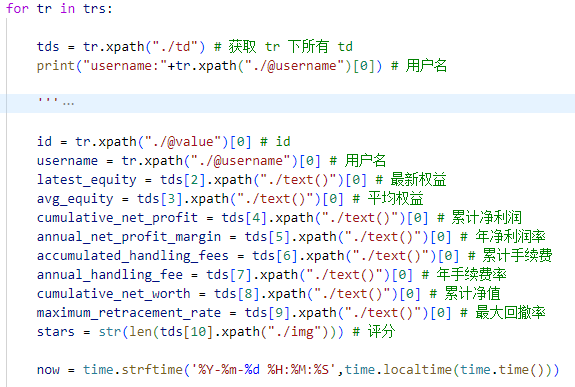 for tr in trs:
tds = tr.xpath("./td") # 获取 tr 下所有 td
print("username:"+tr.xpath("./@username")[0]) # 用户名
'''...
id = tr.xpath("./@value")[0] # id
username = tr.xpath("./@username")[0] # 用户名
latest_equity = tds[2].xpath("./text()")[0] # 最新权益
avg_equity = tds[3].xpath("./text()")[0] # 平均权益
cumulative_net_profit = tds[4].xpath("./text()")[0] # 累计净利润
annual_net_profit_margin = tds[5].xpath("./text()")[0] # 年净利润率
accumulated_handling_fees = tds[6].xpath("./text()")[0] # 累计手续费
annual_handling_fee = tds[7].xpath("./text()")[0] # 年手续费率
cumulative_net_worth = tds[8].xpath("./text()")[0] # 累计净值
maximum_retracement_rate = tds[9].xpath("./text()")[0] # 最大回撤率
stars = str(len(tds[10].xpath("./img"))) # 评分
now = time.strftime('%Y-%m-%d %H:%M:%S',time.localtime(time.time()))